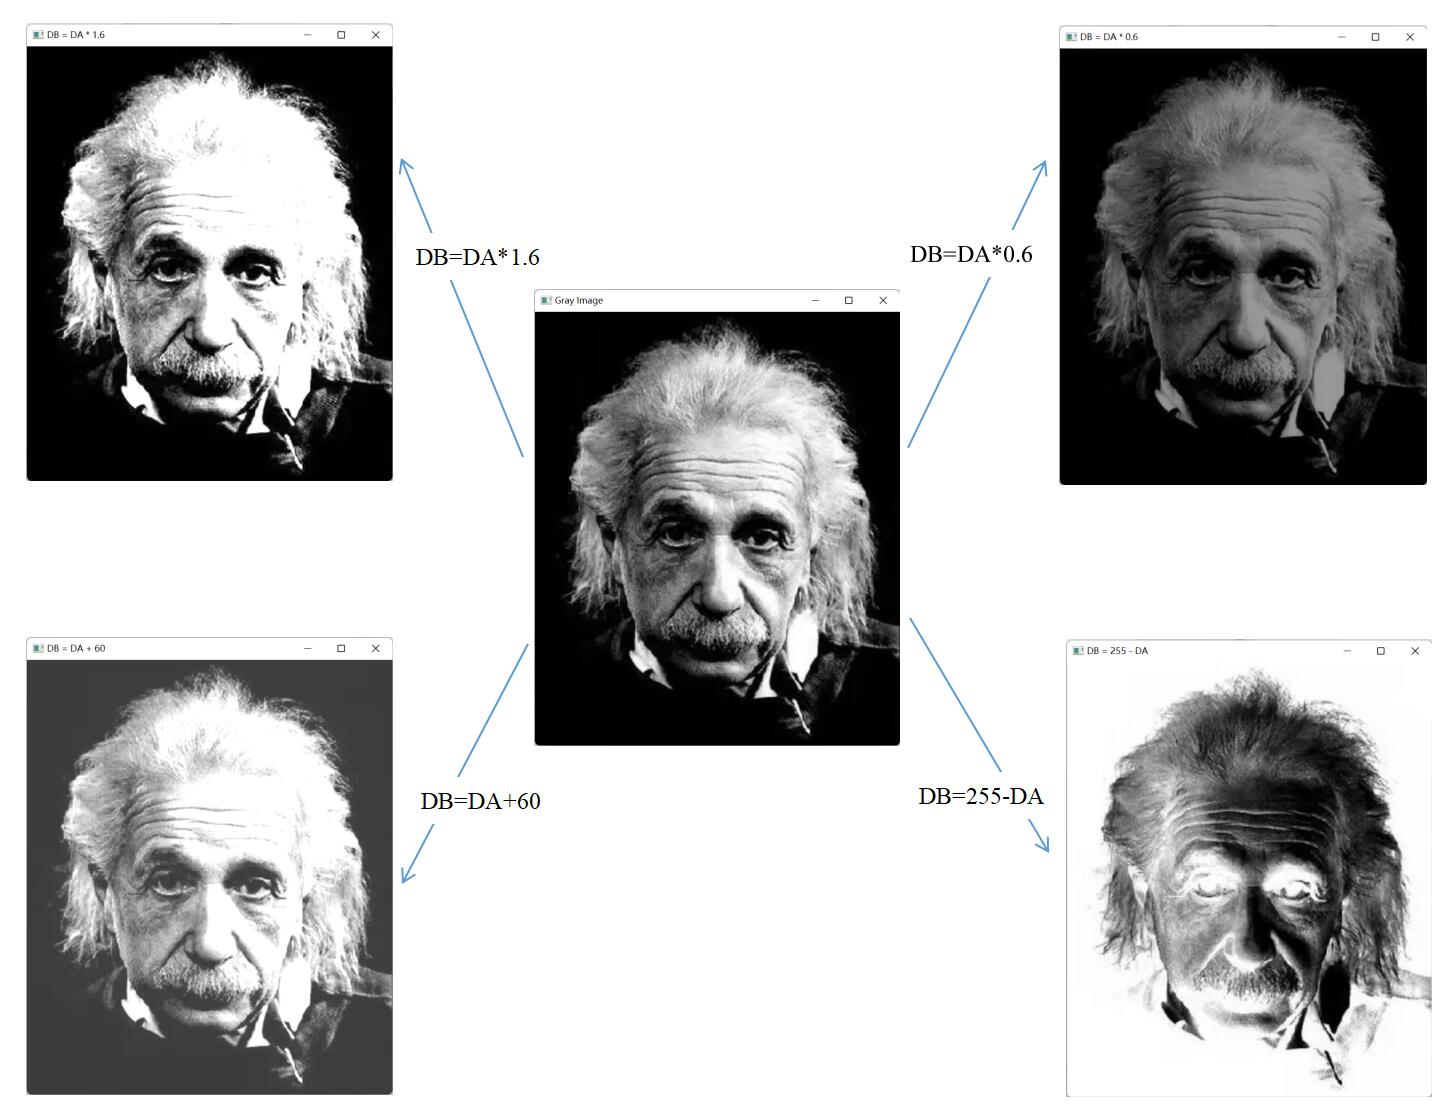 DB = DA * 1.6
DB = DA * 0.6
DB=DA*1.6
DB=DA*0.6
Gray Image
DB = DA + 60
DB = 255 - DA
DB=DA+60
DB=255-DA